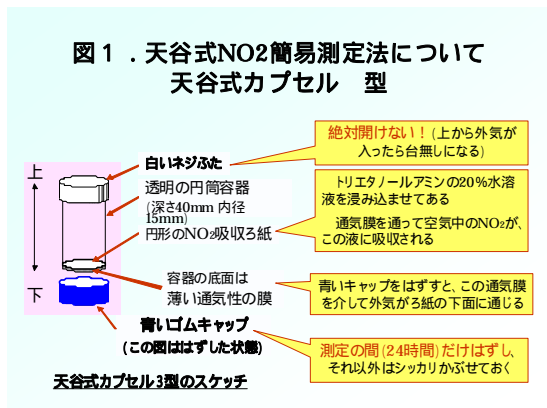 図１．天谷式NO2簡易測定法について
天谷式カプセル　型
絶対開けない！(上から外気が
入ったら台無しになる)
上
白いネジぶた
透明の円筒容器
(深さ40mm 内径
15mm)
円形のNO2吸収ろ紙
トリエタノールアミンの20％水溶
液を浸み込ませてある
通気膜を通って空気中のNO2が、
この液に吸収される
容器の底面は
薄い通気性の膜
青いキャップをはずすと、この通気膜
を介して外気がろ紙の下面に通じる
下
青いゴムキャップ
(この図ははずした状態)
測定の間(24時間)だけはずし、
それ以外はシッカリかぶせておく
天谷式カプセル3型のスケッチ